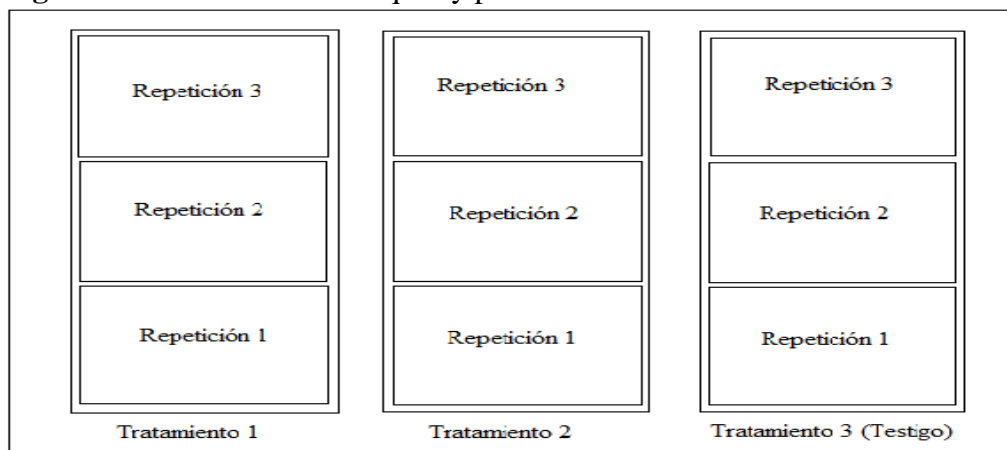 Repetición 3 Repetición 3 Repetición 3
Repetición 2 Repetición 2 Repetición 2
Repetición 1 Repetición 1 Repetición 1
Tratamiento 1 Tratamiento 2 Tratamiento 3 (Testigo)